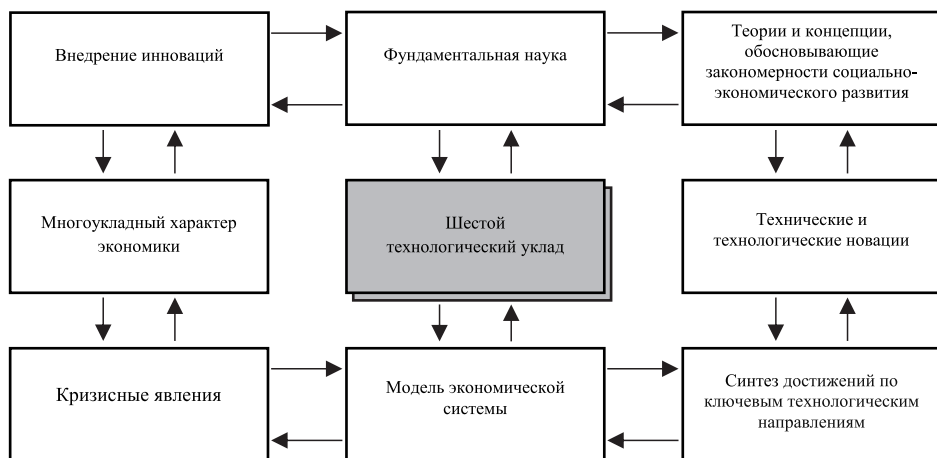 Внедрение инноваций
Фундаментальная наука
Теории и концепции,
обосновывающие
закономерности социально-
экономического развития
Многоукладный характер
экономики
Шестой
технологический уклад
Технические и
технологические новации
Кризисные явления
Модель экономической
системы
Синтез достижений по
ключевым технологическим
направлениям